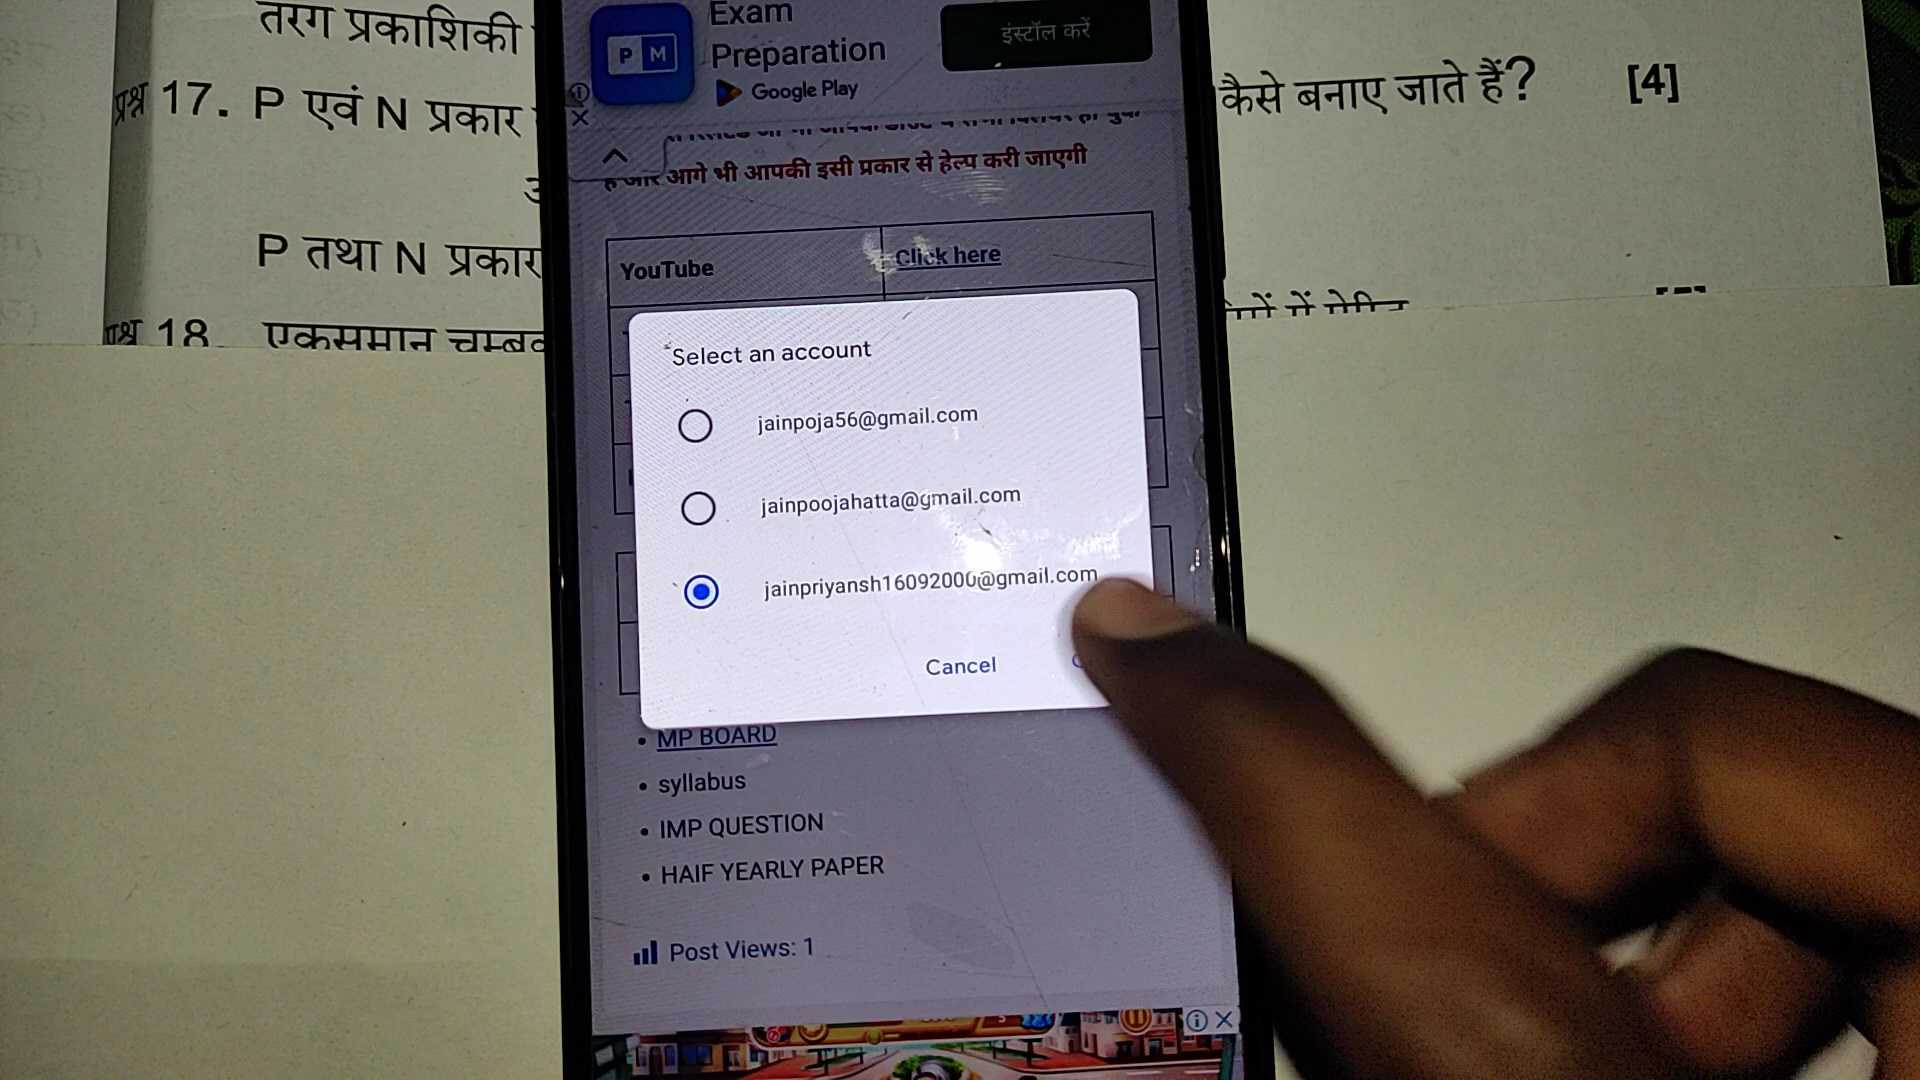 तरंग प्रकाशिकी
प्रश्न 17. P एवं N प्रकार
कैसे बनाए जाते हैं? [4]
P तथा N प्रकार
प्रश्न 18. एकसमान
Exam
Preparation
Google Play
इंस्टॉल करें
P M
आगे भी आपकी इसी प्रकार से हेल्प करी जाएगी
YouTube Click here
Select an account
jainpoja56@gmail.com
jainpoojahatta@gmail.com
jainpriyansh16092000@gmail.com
Cancel
MP BOARD
syllabus
IMP QUESTION
HAIF YEARLY PAPER
Post Views: 1